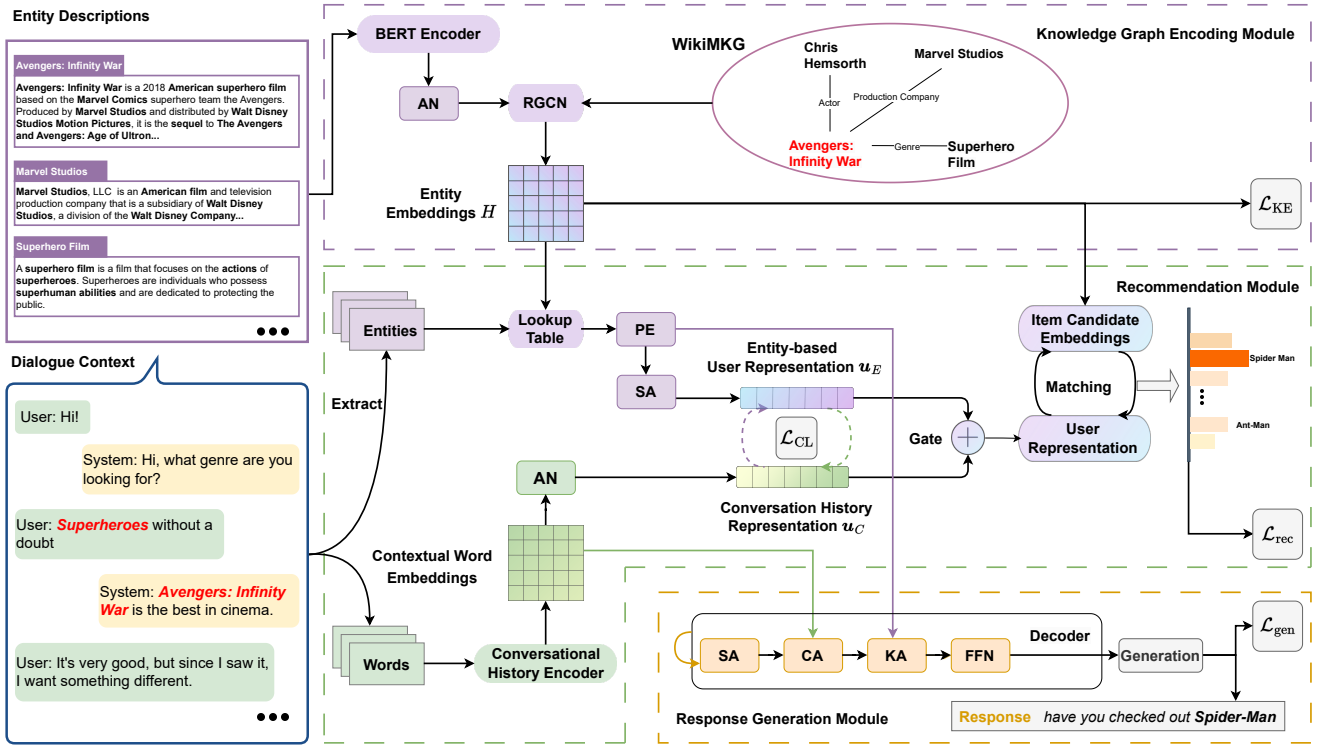 Entity Descriptions
Avengers: Infinity War
Avengers: Infinity War is a 2018 American superhero film
based on the Marvel Comics superhero team the Avengers.
Produced by Marvel Studios and distributed by Walt Disney
Studios Motion Pictures, it is the sequel to The Avengers
and Avengers: Age of Ultron...
Marvel Studios
Marvel Studios, LLC is an American film and television
production company that is a subsidiary of Walt Disney
Studios, a division of the Walt Disney Company...
Superhero Film
A superhero film is a film that focuses on the actions of
superheroes. Superheroes are individuals who possess
superhuman abilities and are dedicated to protecting the
public.
Dialogue Context
User: Hi!
System: Hi, what genre are you
looking for?
User: Superheroes without a
doubt
System: Avengers: Infinity
War is the best in cinema.
User: It's very good, but since I saw it,
I want something different.
Knowledge Graph Encoding Module
BERT Encoder
AN
RGCN
WikiMKG
Chris
Hemsorth
Marvel Studios
Actor
Production Company
Avengers:
Infinity War
Genre
Superhero
Film
Entity
Embeddings H
L_KE
Recommendation Module
Extract
Entities
Lookup
Table
PE
SA
Entity-based
User Representation u_E
L_CL
Conversation History
Representation u_C
Gate
+
Item Candidate
Embeddings
Matching
User
Representation
Spider Man
Ant-Man
L_rec
AN
Contextual Word
Embeddings
Words
Conversational
History Encoder
Response Generation Module
Decoder
SA
CA
KA
FFN
Generation
L_gen
Response have you checked out Spider-Man